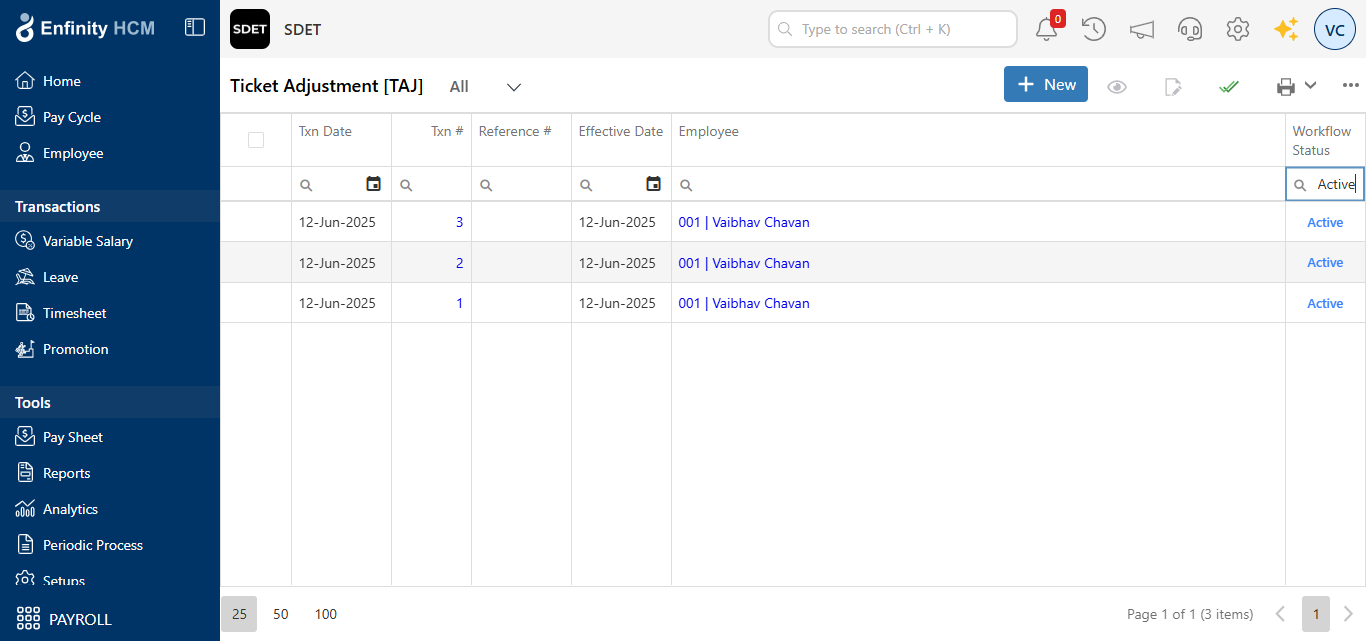 Enfinity HCM
SDET SDET
Type to search (Ctrl + K)
0
VC
Home
Pay Cycle
Employee
Transactions
Variable Salary
Leave
Timesheet
Promotion
Tools
Pay Sheet
Reports
Analytics
Periodic Process
Setups
PAYROLL
Ticket Adjustment [TAJ] All
New
Txn Date Txn # Reference # Effective Date Employee Workflow Status
Active
12-Jun-2025 3 12-Jun-2025 001 | Vaibhav Chavan Active
12-Jun-2025 2 12-Jun-2025 001 | Vaibhav Chavan Active
12-Jun-2025 1 12-Jun-2025 001 | Vaibhav Chavan Active
25 50 100
Page 1 of 1 (3 items) 1